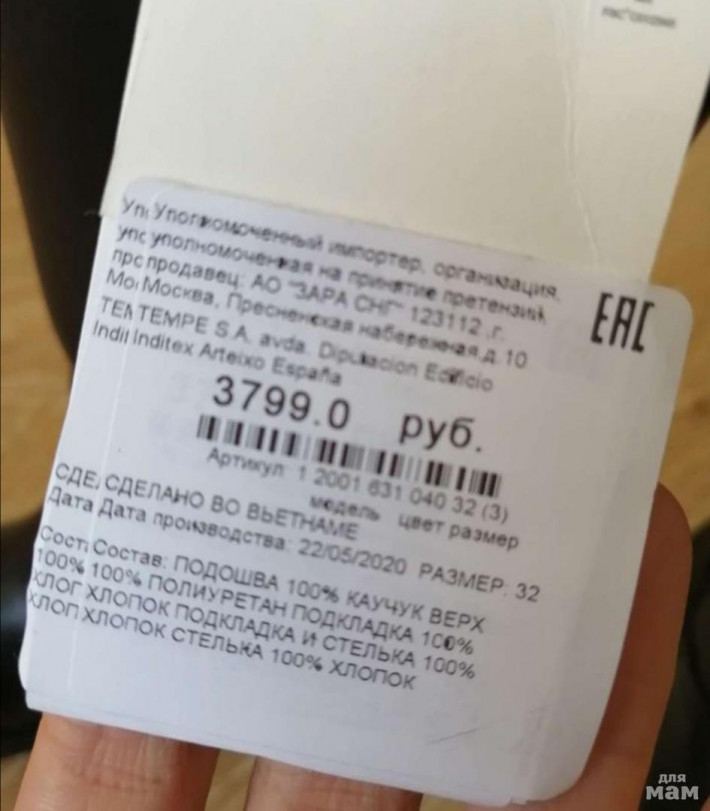 Уп Уполномоченный импортер, организация,
упо уполномоченная на принятие претензий,
про продавец: АО "ЗАРА СНГ" 123112 ,г.
Мо Москва, Пресненская набережная,д. 10
TEM TEMPE S.A. avda. Diputacion Edificio
Indi Inditex Arteixo España
EAC
3799.0 руб.
Артикул: 1 2001 631 040 32 (3)
модель цвет размер
СДЕЛ СДЕЛАНО ВО ВЬЕТНАМЕ
Дата Дата производства: 22/05/2020 РАЗМЕР: 32
Сост Состав: ПОДОШВА 100% КАУЧУК ВЕРХ
100% 100% ПОЛИУРЕТАН ПОДКЛАДКА 100%
ХЛОП ХЛОПОК ПОДКЛАДКА И СТЕЛЬКА 100%
ХЛОП ХЛОПОК СТЕЛЬКА 100% ХЛОПОК
для
мам